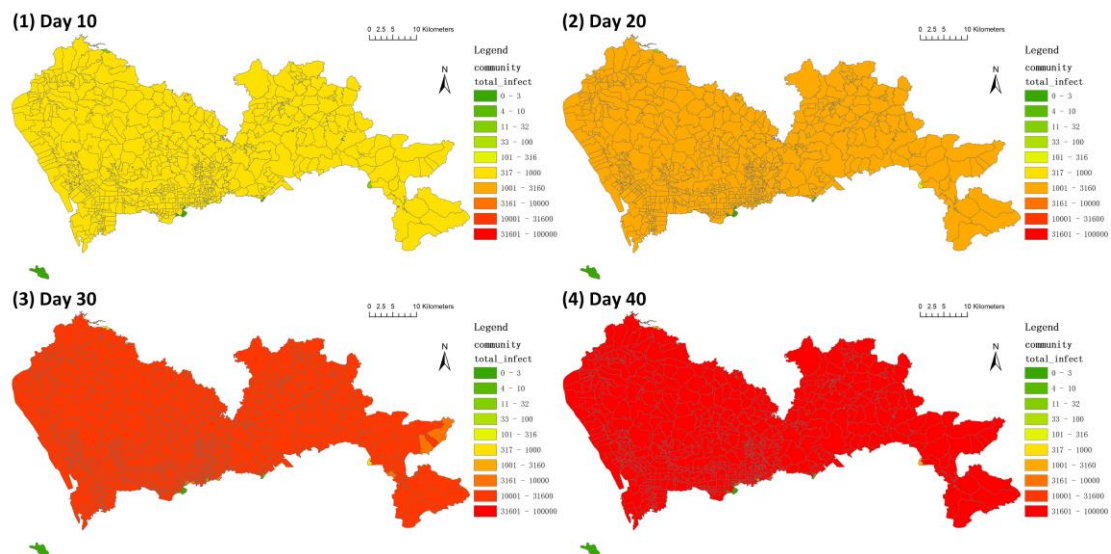 (1) Day 10
0 2.5 5 10 Kilometers
N
Legend
community
total_infect
0 - 3
4 - 10
11 - 32
33 - 100
101 - 316
317 - 1000
1001 - 3160
3161 - 10000
10001 - 31600
31601 - 100000
(2) Day 20
0 2.5 5 10 Kilometers
N
Legend
community
total_infect
0 - 3
4 - 10
11 - 32
33 - 100
101 - 316
317 - 1000
1001 - 3160
3161 - 10000
10001 - 31600
31601 - 100000
(3) Day 30
0 2.5 5 10 Kilometers
N
Legend
community
total_infect
0 - 3
4 - 10
11 - 32
33 - 100
101 - 316
317 - 1000
1001 - 3160
3161 - 10000
10001 - 31600
31601 - 100000
(4) Day 40
0 2.5 5 10 Kilometers
N
Legend
community
total_infect
0 - 3
4 - 10
11 - 32
33 - 100
101 - 316
317 - 1000
1001 - 3160
3161 - 10000
10001 - 31600
31601 - 100000